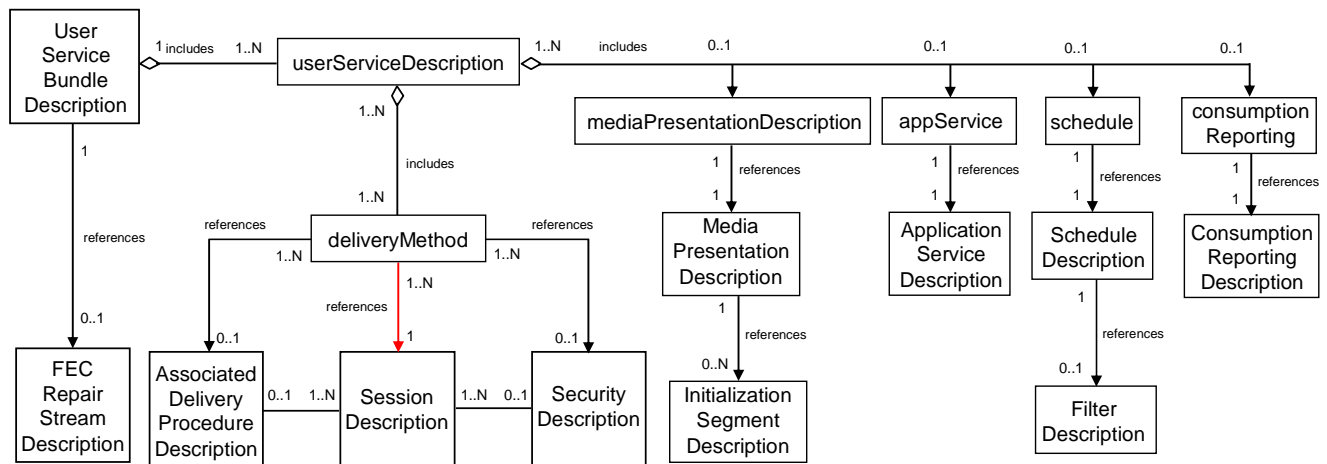 User
Service
Bundle
Description
1 includes
1..N
userServiceDescription
1..N
includes
0..1
0..1
0..1
0..1
mediaPresentationDescription
appService
schedule
consumption
Reporting
1..N
includes
1..N
1
references
0..1
1
references
1
1
references
1
1
references
1
1
references
1
references
deliveryMethod
references
1..N
1..N
1..N
references
0..1
1
0..1
Media
Presentation
Description
Application
Service
Description
Schedule
Description
Consumption
Reporting
Description
1
references
0..N
1
references
0..1
FEC
Repair
Stream
Description
Associated
Delivery
Procedure
Description
0..1
1..N
Session
Description
1..N
0..1
Security
Description
Initialization
Segment
Description
Filter
Description